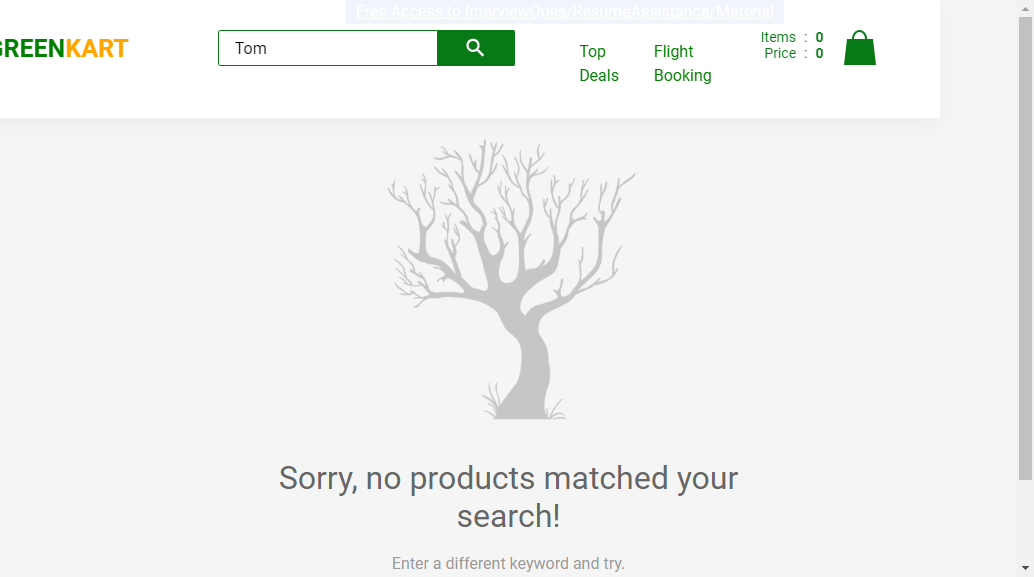 Free Access to InterviewQues/ResumeAssistance/Material
GREENKART
Tom
Top
Deals
Flight
Booking
Items : 0
Price : 0
Sorry, no products matched your
search!
Enter a different keyword and try.